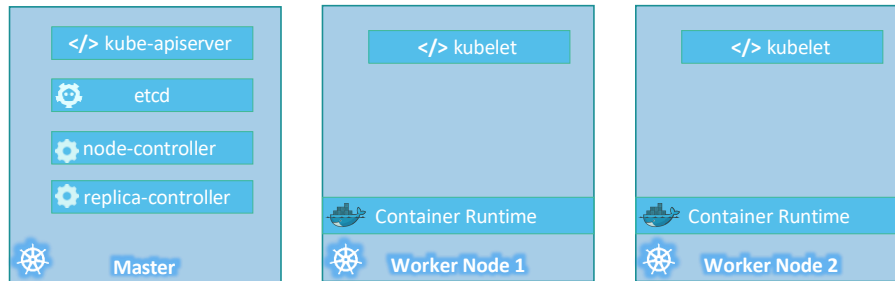 </> kube-apiserver
etcd
node-controller
replica-controller
Master
</> kubelet
Container Runtime
Worker Node 1
</> kubelet
Container Runtime
Worker Node 2